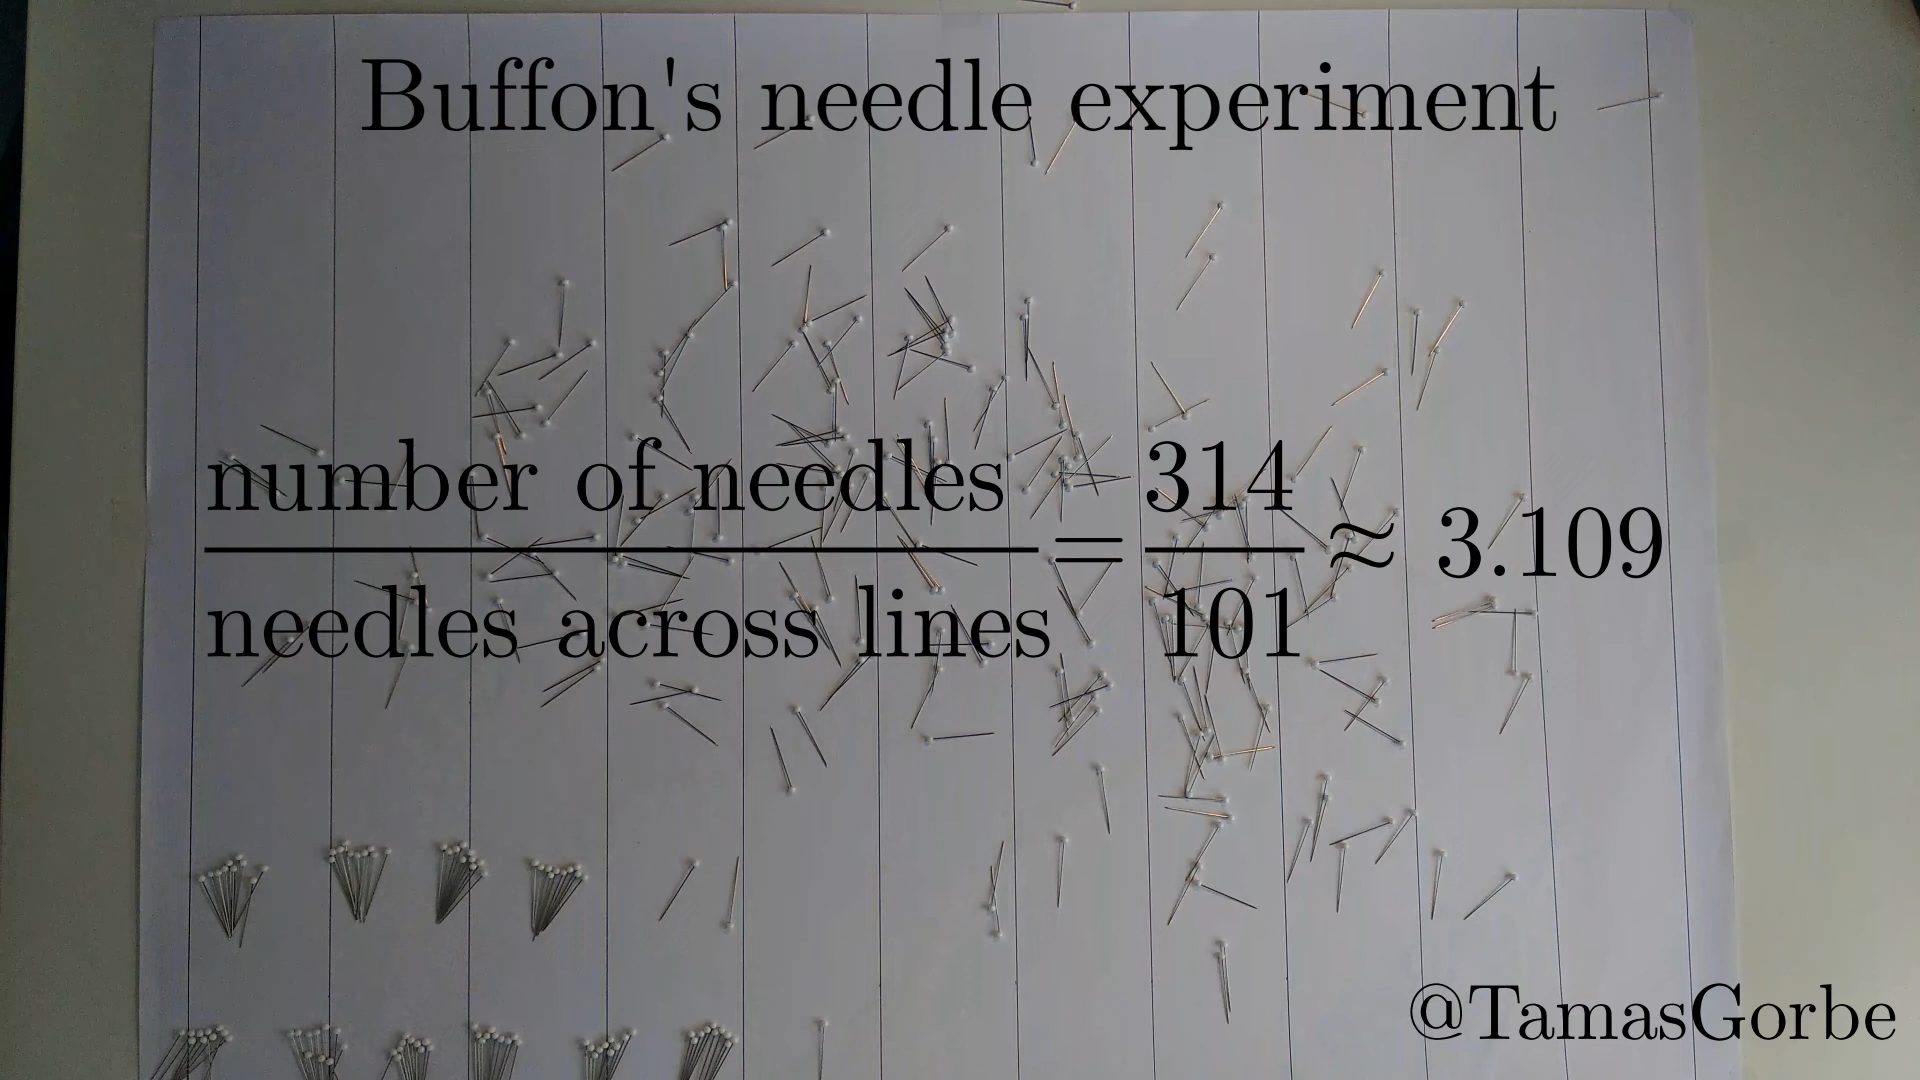 Buffon's needle experiment
number of needles / needles across lines = 314 / 101 ≈ 3.109
@TamasGorbe